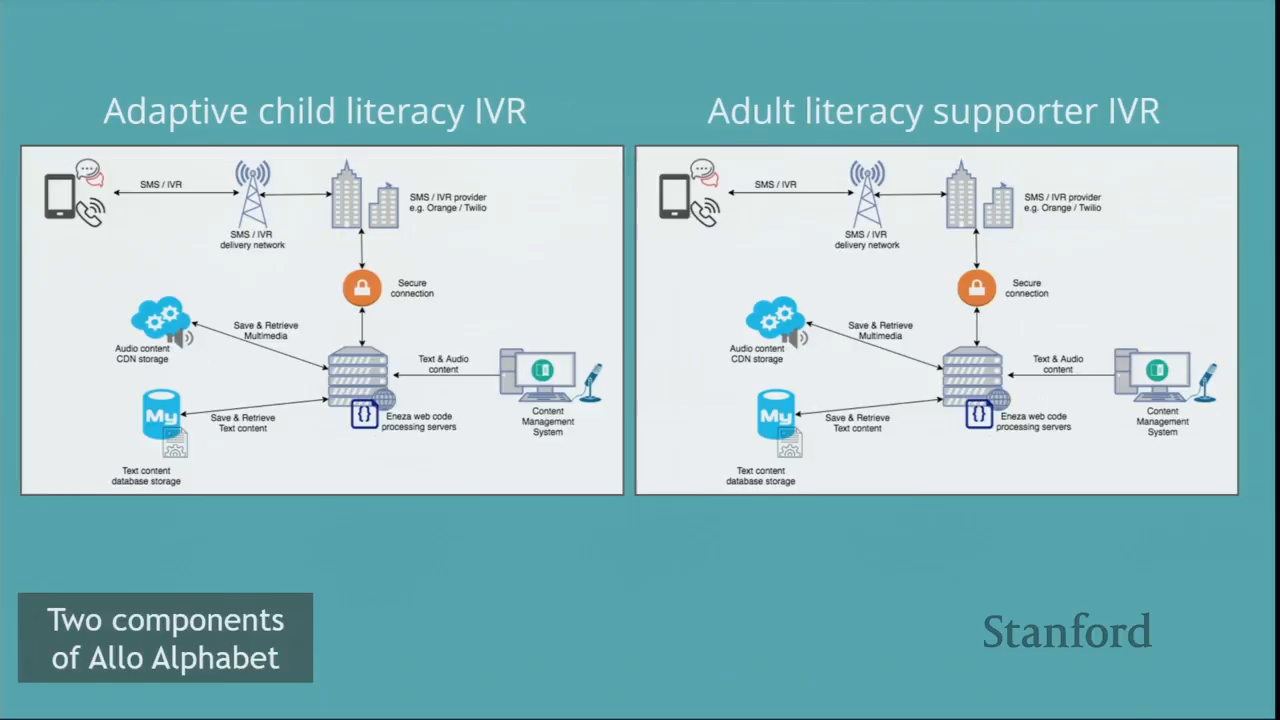 Adaptive child literacy IVR
SMS / IVR
SMS / IVR
delivery network
SMS / IVR provider
e.g. Orange / Twilio
Secure
connection
Audio content
CDN storage
Save & Retrieve
Multimedia
Text & Audio
content
My
Save & Retrieve
Text content
{}
Eneza web code
processing servers
Content
Management
System
Text content
database storage
Adult literacy supporter IVR
SMS / IVR
SMS / IVR
delivery network
SMS / IVR provider
e.g. Orange / Twilio
Secure
connection
Audio content
CDN storage
Save & Retrieve
Multimedia
Text & Audio
content
My
Save & Retrieve
Text content
{}
Eneza web code
processing servers
Content
Management
System
Text content
database storage
Two components
of Allo Alphabet
Stanford